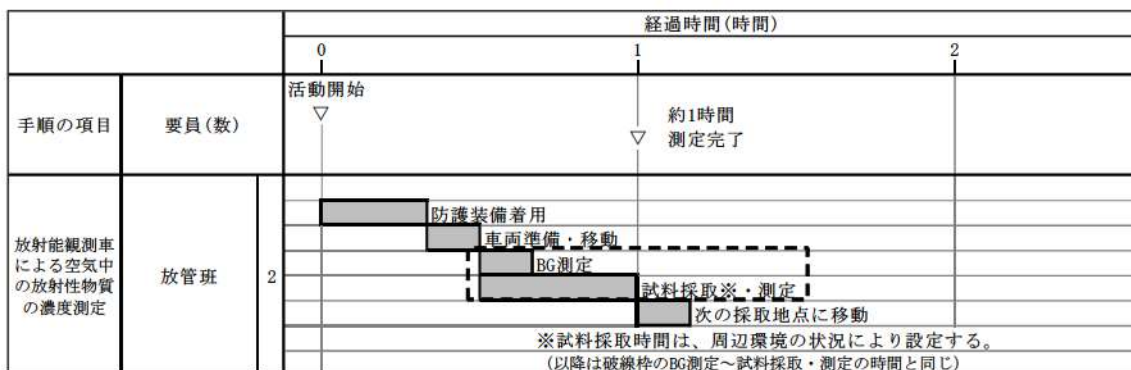 経過時間(時間)
0 1 2
活動開始
▽
手順の項目 要員(数)
約1時間
▽ 測定完了
放射能観測車
による空気中
の放射性物質
の濃度測定
放管班 2
防護装備着用
車両準備・移動
BG測定
試料採取※・測定
次の採取地点に移動
※試料採取時間は、周辺環境の状況により設定する。
(以降は破線枠のBG測定～試料採取・測定の時間と同じ)